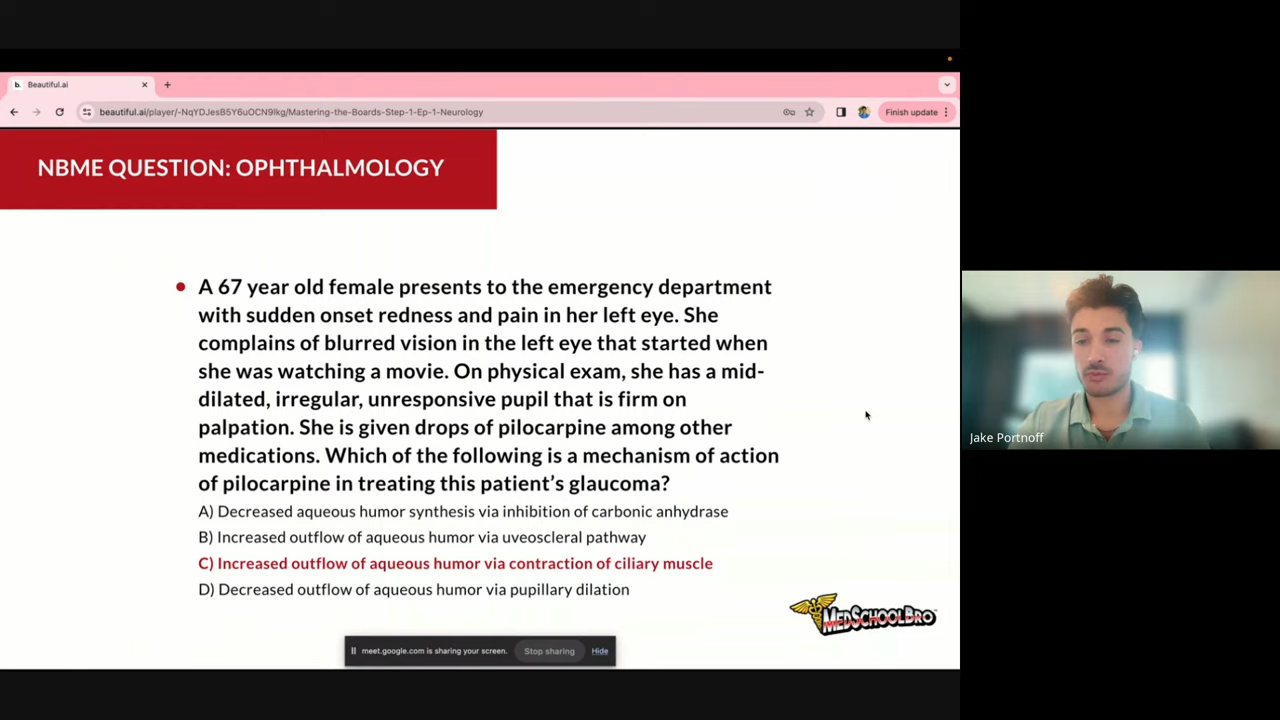 Beautiful.ai
beautiful.ai/player/-NqYDJesB5Y6uOCN9lkg/Mastering-the-Boards-Step-1-Ep-1-Neurology
Finish update
NBME QUESTION: OPHTHALMOLOGY
A 67 year old female presents to the emergency department
with sudden onset redness and pain in her left eye. She
complains of blurred vision in the left eye that started when
she was watching a movie. On physical exam, she has a mid-
dilated, irregular, unresponsive pupil that is firm on
palpation. She is given drops of pilocarpine among other
medications. Which of the following is a mechanism of action
of pilocarpine in treating this patient’s glaucoma?
A) Decreased aqueous humor synthesis via inhibition of carbonic anhydrase
B) Increased outflow of aqueous humor via uveoscleral pathway
C) Increased outflow of aqueous humor via contraction of ciliary muscle
D) Decreased outflow of aqueous humor via pupillary dilation
MEDSCHOOLBRO
meet.google.com is sharing your screen.
Stop sharing
Hide
Jake Portnoff